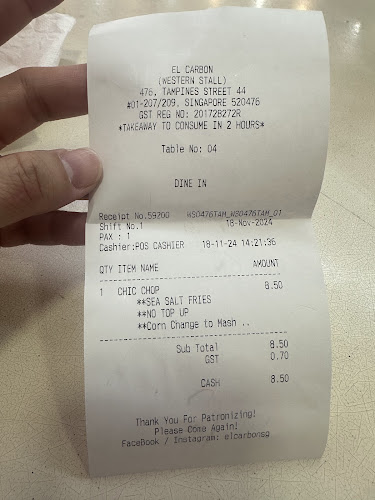 EL CARBON
(WESTERN STALL)
476, TAMPINES STREET 44
#01-207/209, SINGAPORE 520476
GST REG NO: 201728272R
*TAKEAWAY TO CONSUME IN 2 HOURS*
Table No: 04
DINE IN
Receipt No.59200 WS0476TAM_WS0476TAM_01
Shift No.1 18-Nov-2024
PAX : 1
Cashier:POS CASHIER 18-11-24 14:21:36
QTY ITEM NAME AMOUNT
1 CHIC CHOP 8.50
**SEA SALT FRIES
**NO TOP UP
**Corn Change to Mash ..
Sub Total 8.50
GST 0.70
CASH 8.50
Thank You For Patronizing!
Please Come Again!
FaceBook / Instagram: elcarbonsg